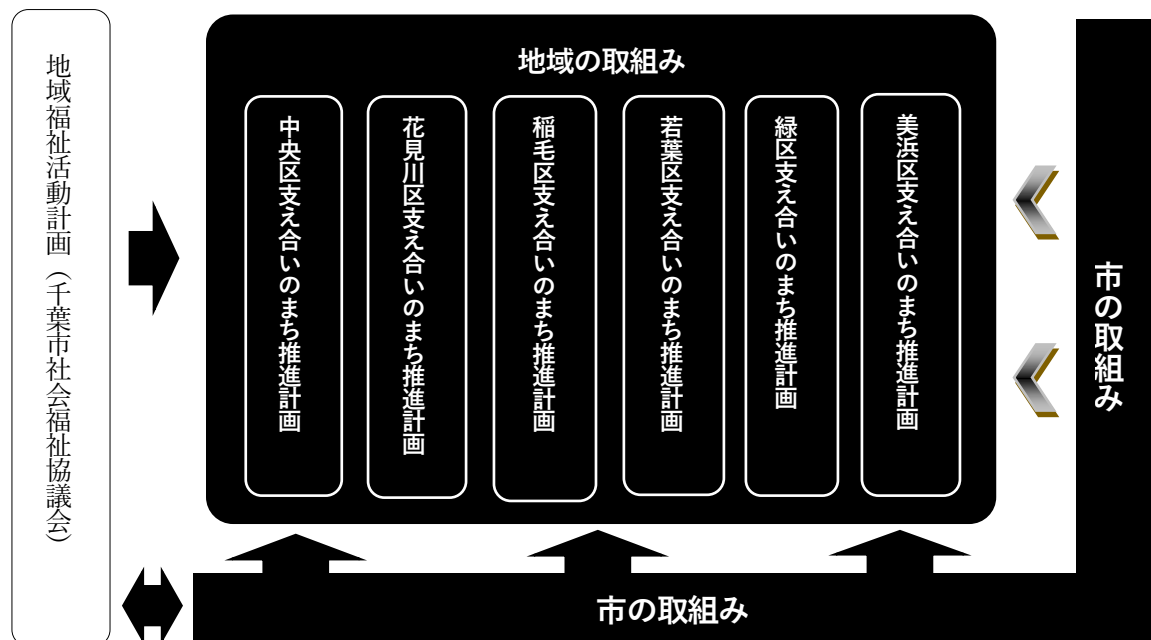 地域の取組み
地域福祉活動計画（千葉市社会福祉協議会）
中央区支え合いのまち推進計画
花見川区支え合いのまち推進計画
稲毛区支え合いのまち推進計画
若葉区支え合いのまち推進計画
緑区支え合いのまち推進計画
美浜区支え合いのまち推進計画
市の取組み
市の取組み